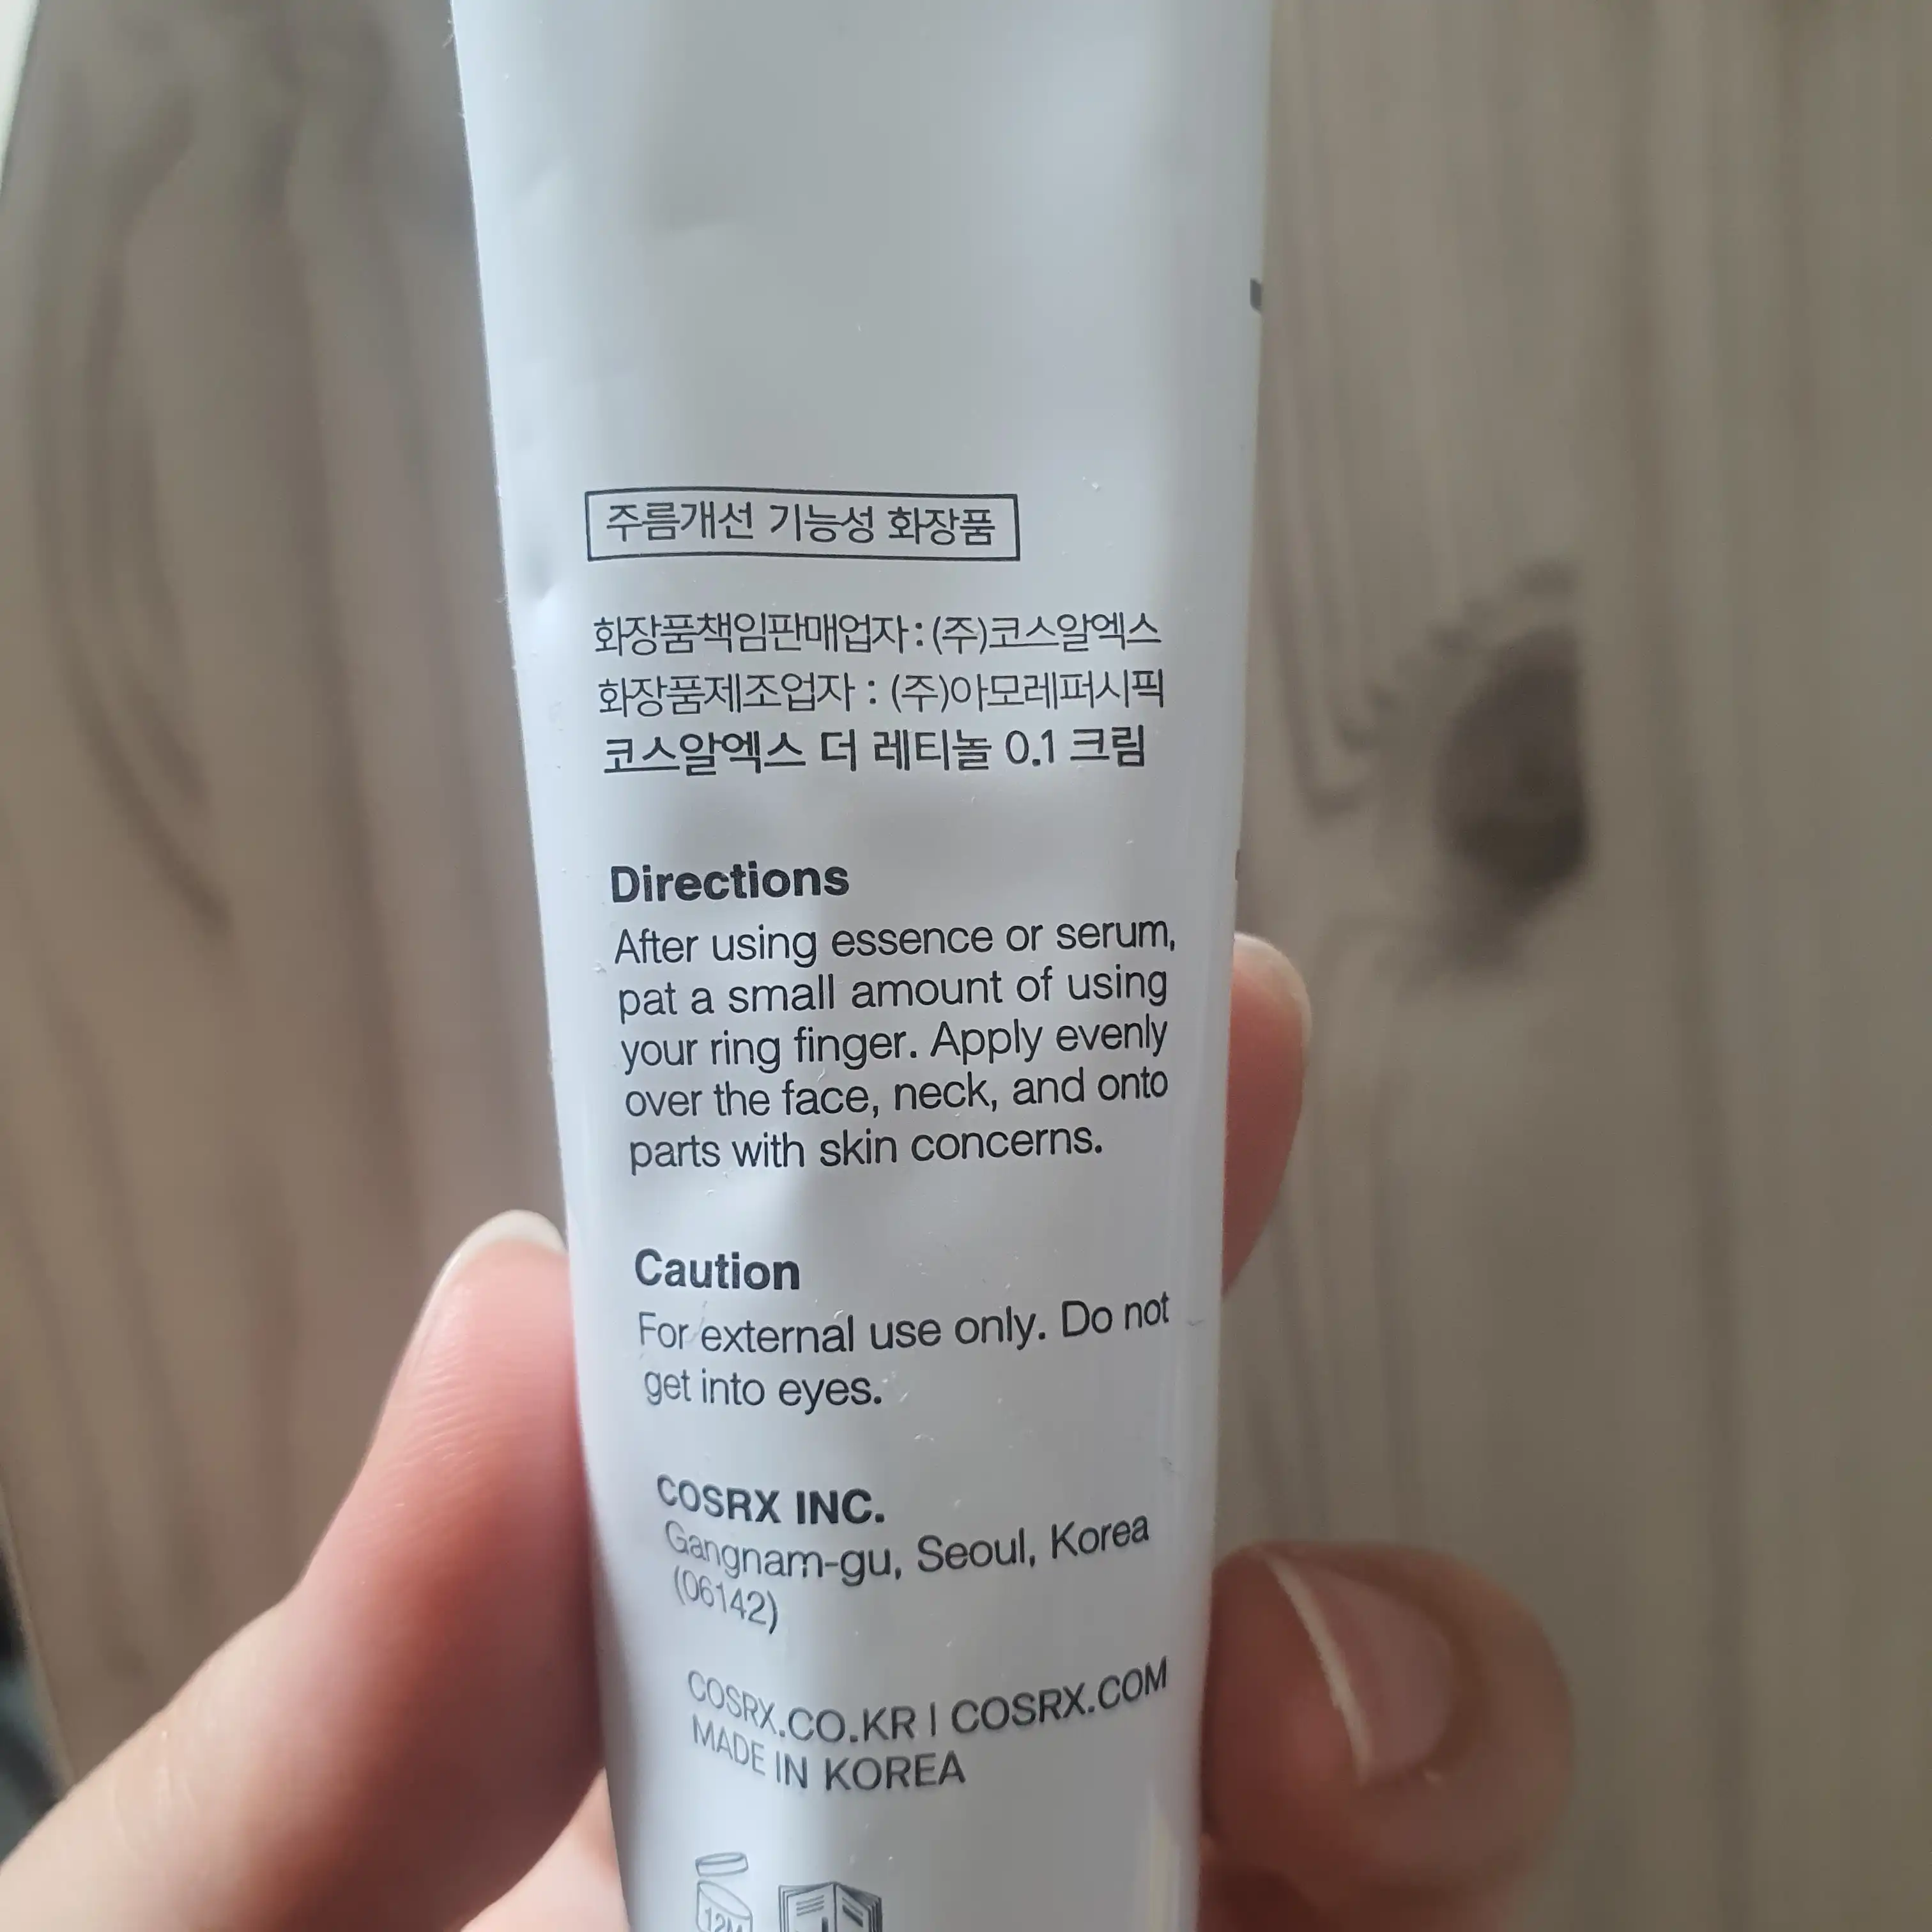 주름개선 기능성 화장품
화장품책임판매업자 : (주)코스알엑스
화장품제조업자 : (주)아모레퍼시픽
코스알엑스 더 레티놀 0.1 크림
Directions
After using essence or serum,
pat a small amount of using
your ring finger. Apply evenly
over the face, neck, and onto
parts with skin concerns.
Caution
For external use only. Do not
get into eyes.
COSRX INC.
Gangnam-gu, Seoul, Korea
(06142)
COSRX.CO.KR | COSRX.COM
MADE IN KOREA
12M